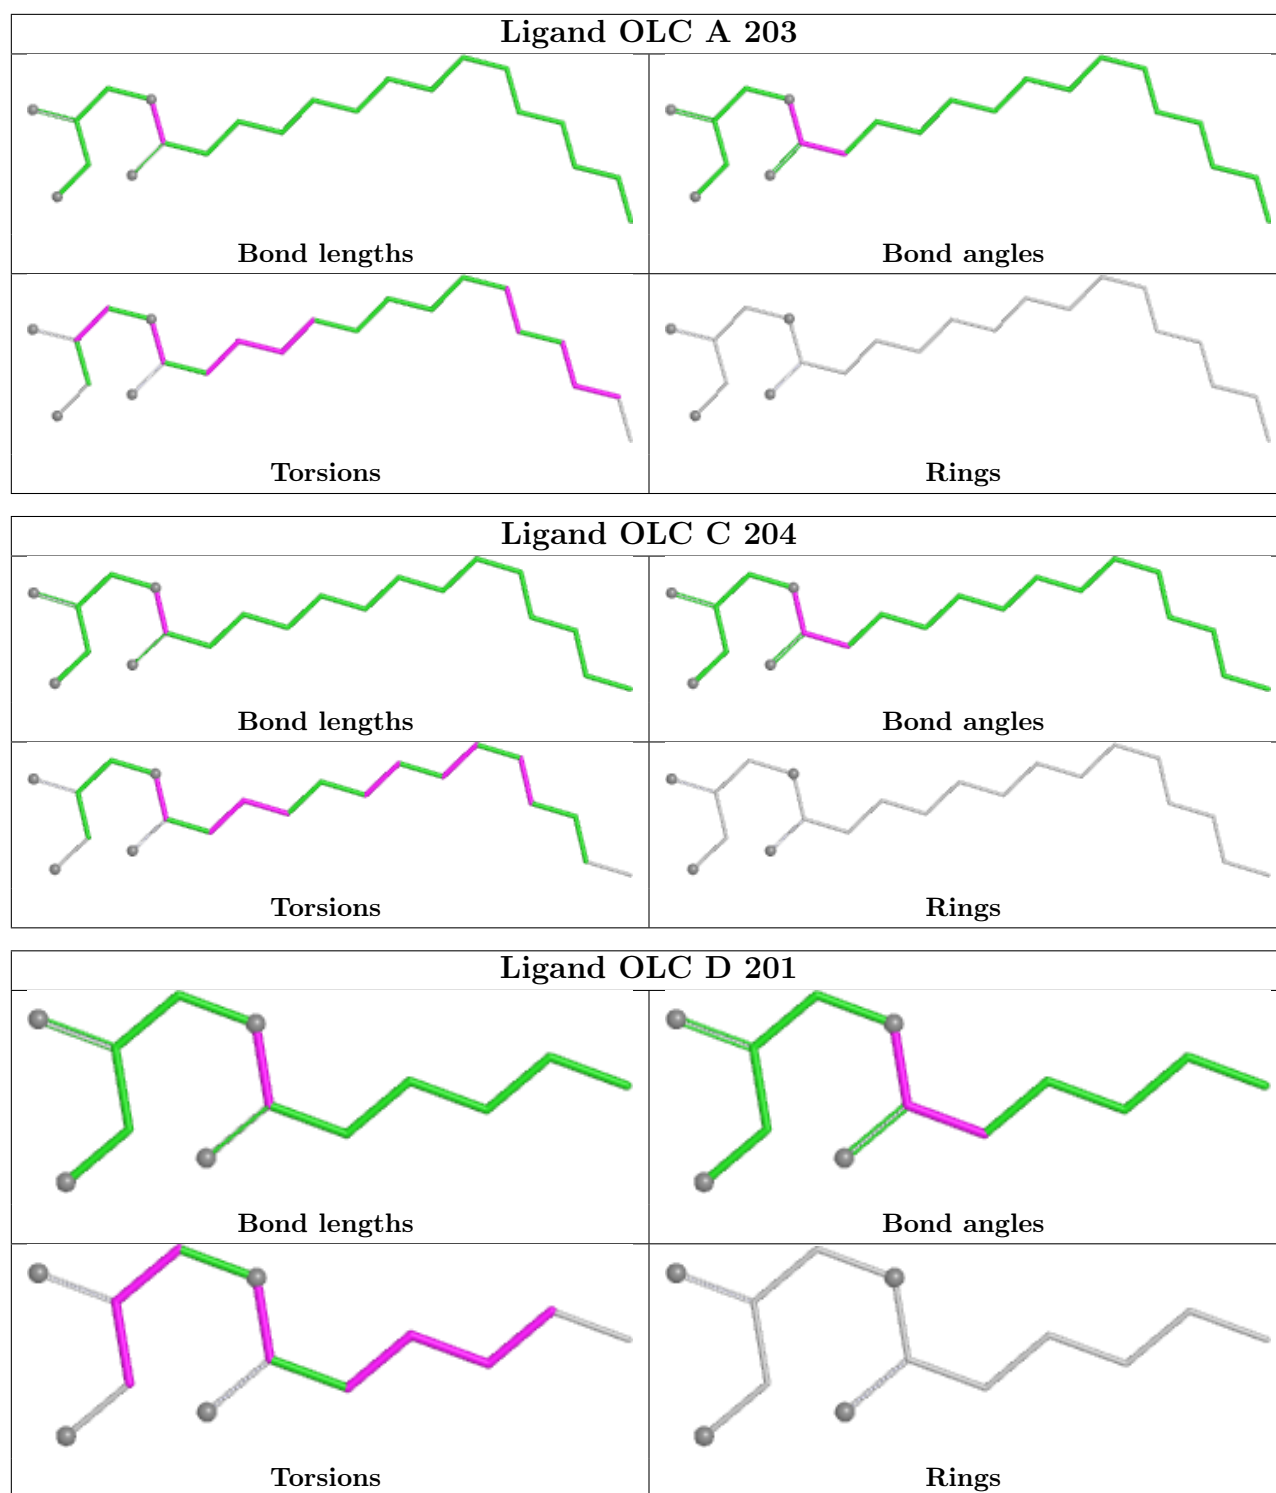 Ligand OLC A 203
Bond lengths
Bond angles
Torsions
Rings
Ligand OLC C 204
Bond lengths
Bond angles
Torsions
Rings
Ligand OLC D 201
Bond lengths
Bond angles
Torsions
Rings